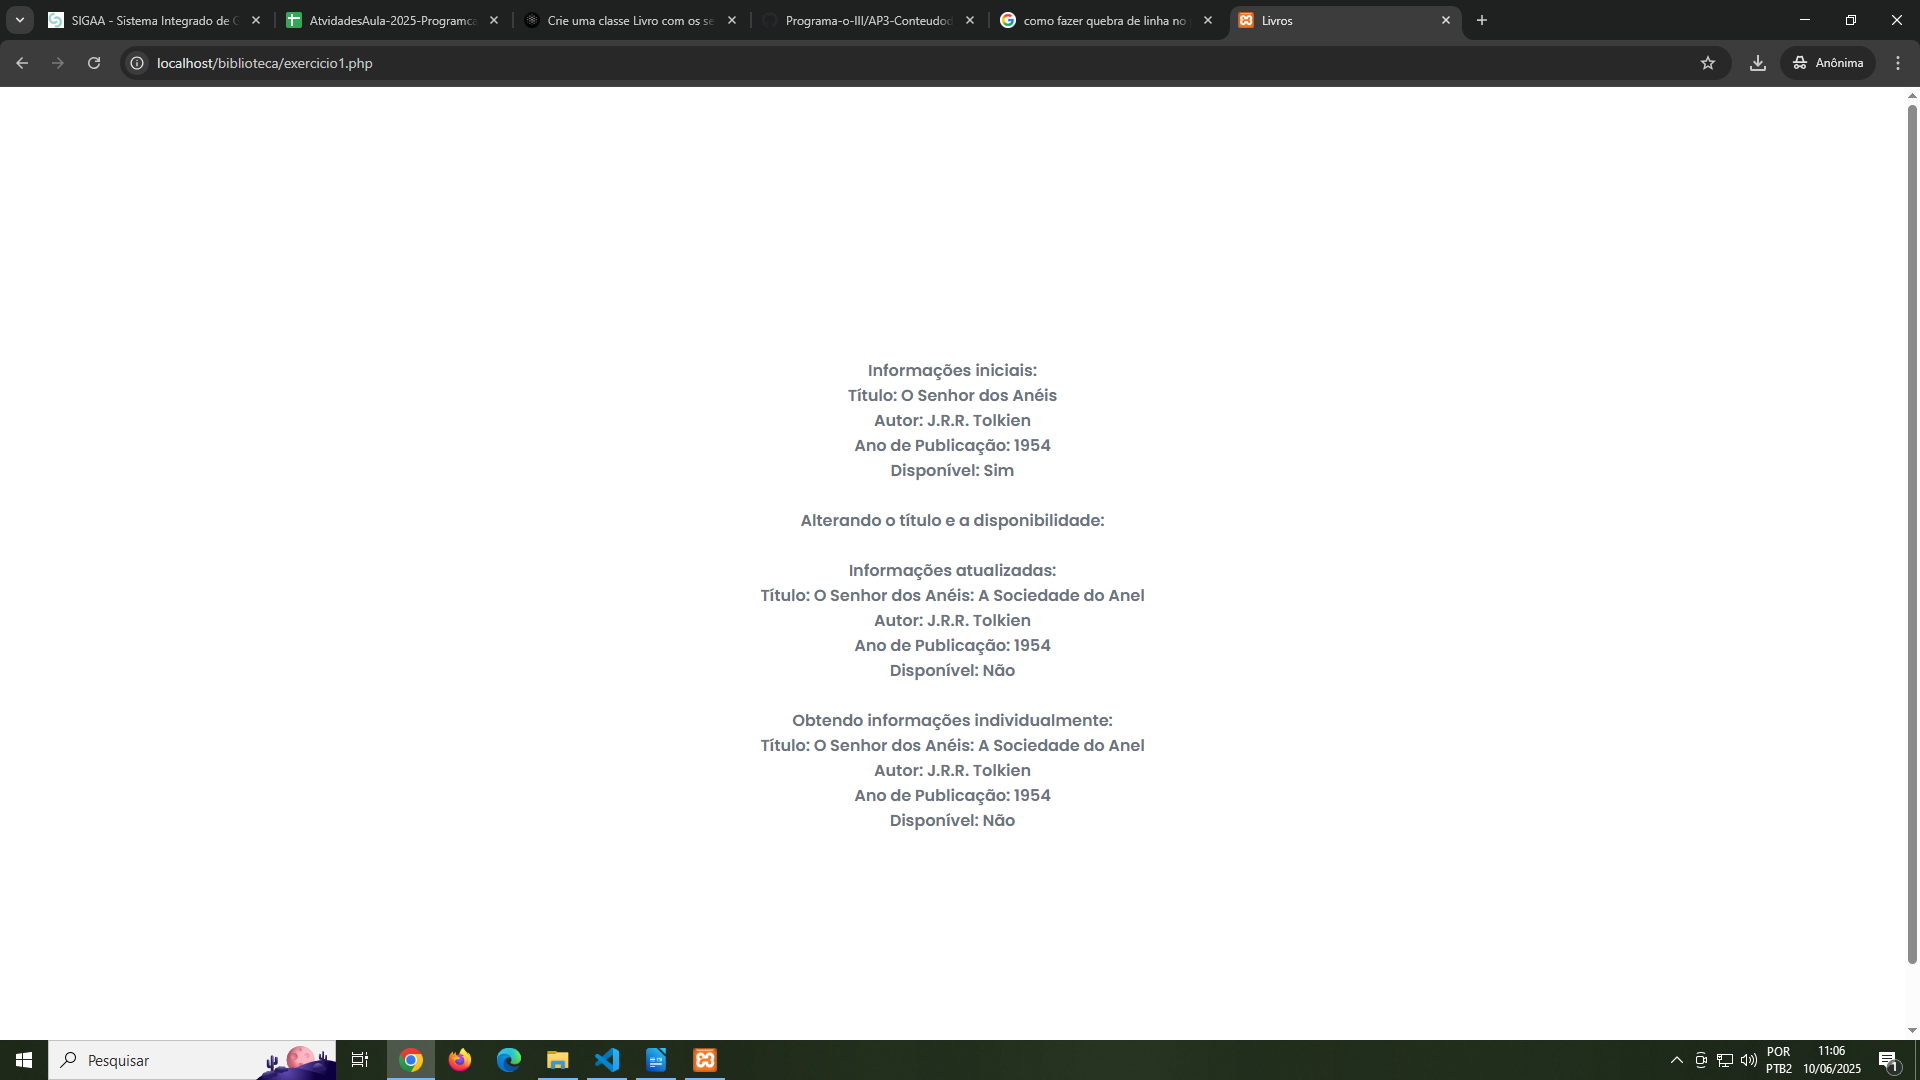 SIGAA - Sistema Integrado de G
AtvidadesAula-2025-Programca
Crie uma classe Livro com os se
Programa-o-III/AP3-Conteudod
como fazer quebra de linha no
Livros
localhost/biblioteca/exercicio1.php
Anônima
Informações iniciais:
Título: O Senhor dos Anéis
Autor: J.R.R. Tolkien
Ano de Publicação: 1954
Disponível: Sim
Alterando o título e a disponibilidade:
Informações atualizadas:
Título: O Senhor dos Anéis: A Sociedade do Anel
Autor: J.R.R. Tolkien
Ano de Publicação: 1954
Disponível: Não
Obtendo informações individualmente:
Título: O Senhor dos Anéis: A Sociedade do Anel
Autor: J.R.R. Tolkien
Ano de Publicação: 1954
Disponível: Não
Pesquisar
POR
PTB2
11:06
10/06/2025
1